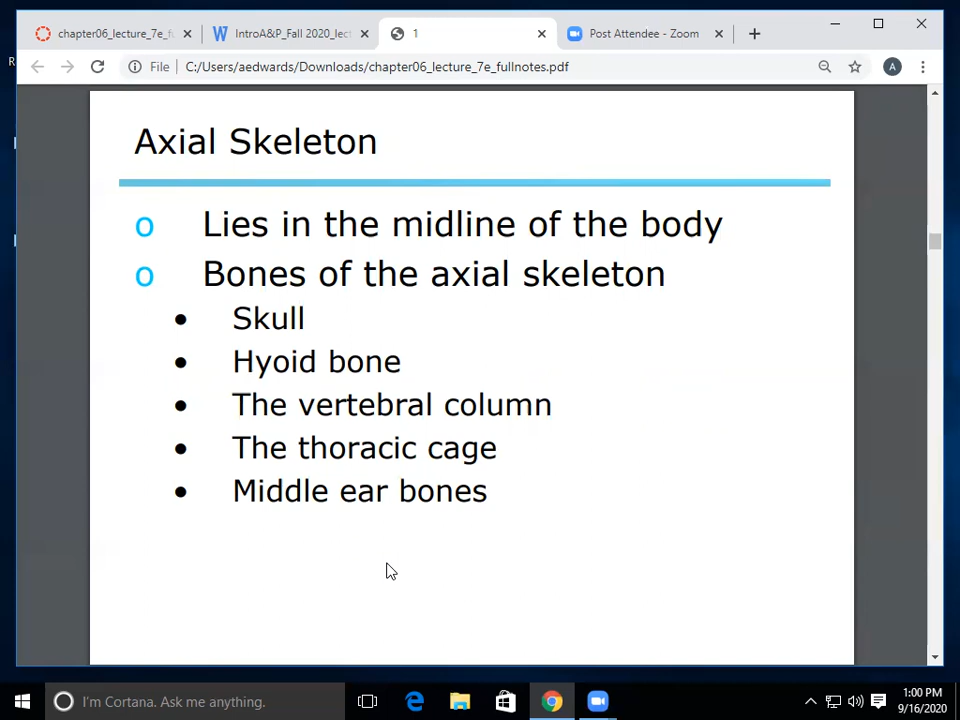 chapter06_lecture_7e_fu
IntroA&P_Fall 2020_lect
1
Post Attendee - Zoom
File
C:/Users/aedwards/Downloads/chapter06_lecture_7e_fullnotes.pdf
A
Axial Skeleton
o Lies in the midline of the body
o Bones of the axial skeleton
• Skull
• Hyoid bone
• The vertebral column
• The thoracic cage
• Middle ear bones
I'm Cortana. Ask me anything.
1:00 PM
9/16/2020